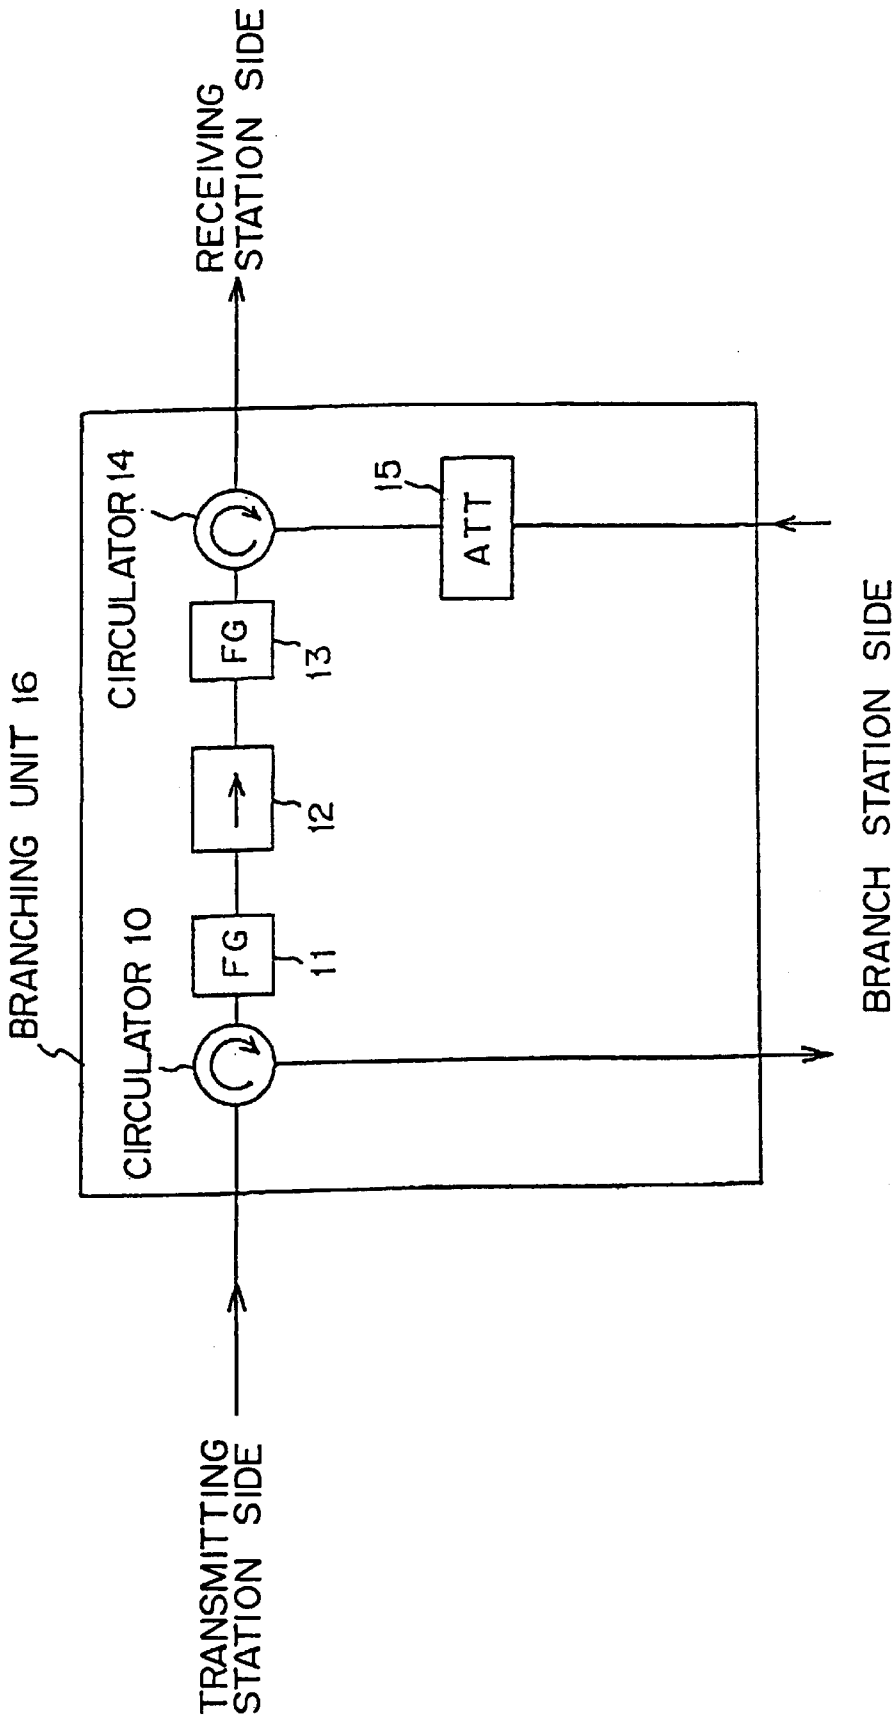 BRANCHING UNIT 16
CIRCULATOR 10
CIRCULATOR 14
RECEIVING
STATION SIDE
TRANSMITTING
STATION SIDE
FG
11
12
FG
13
15
ATT
BRANCH STATION SIDE